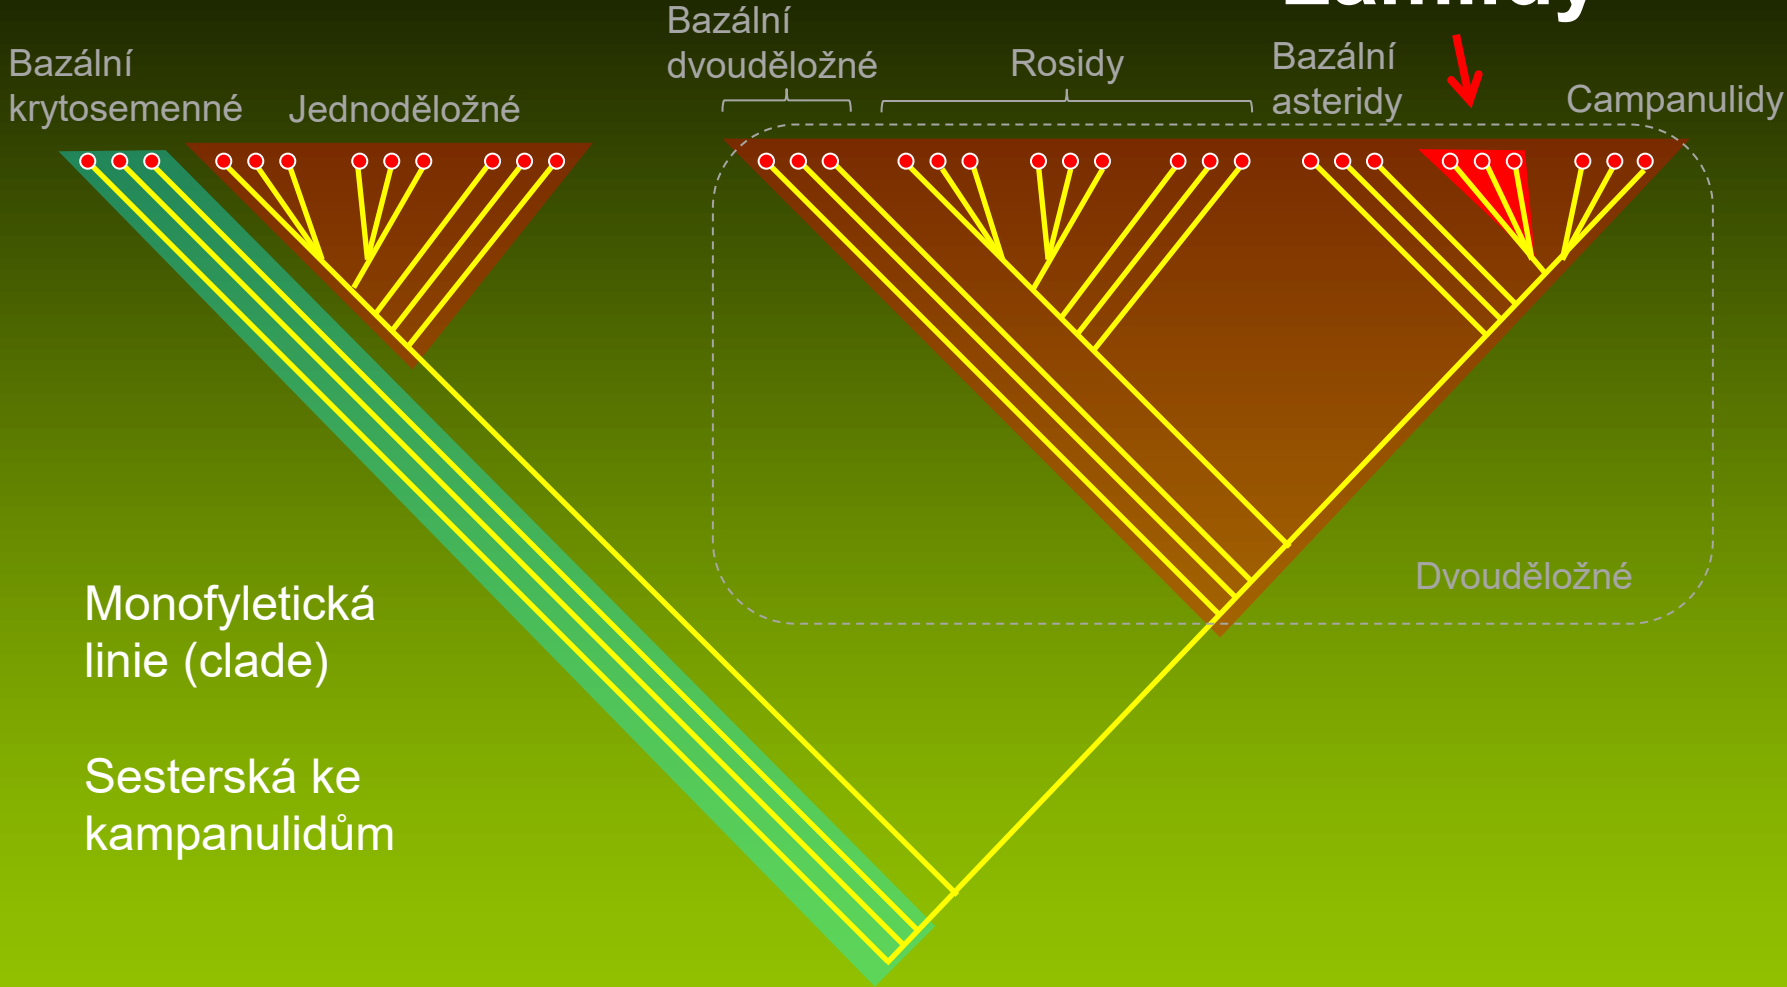 Bazální
dvouděložné
Bazální
krytosemenné
Jednoděložné
Rosidy
Bazální
asteridy
Campanulidy
Dvouděložné
Monofyletická
linie (clade)
Sesterská ke
kampanulidům